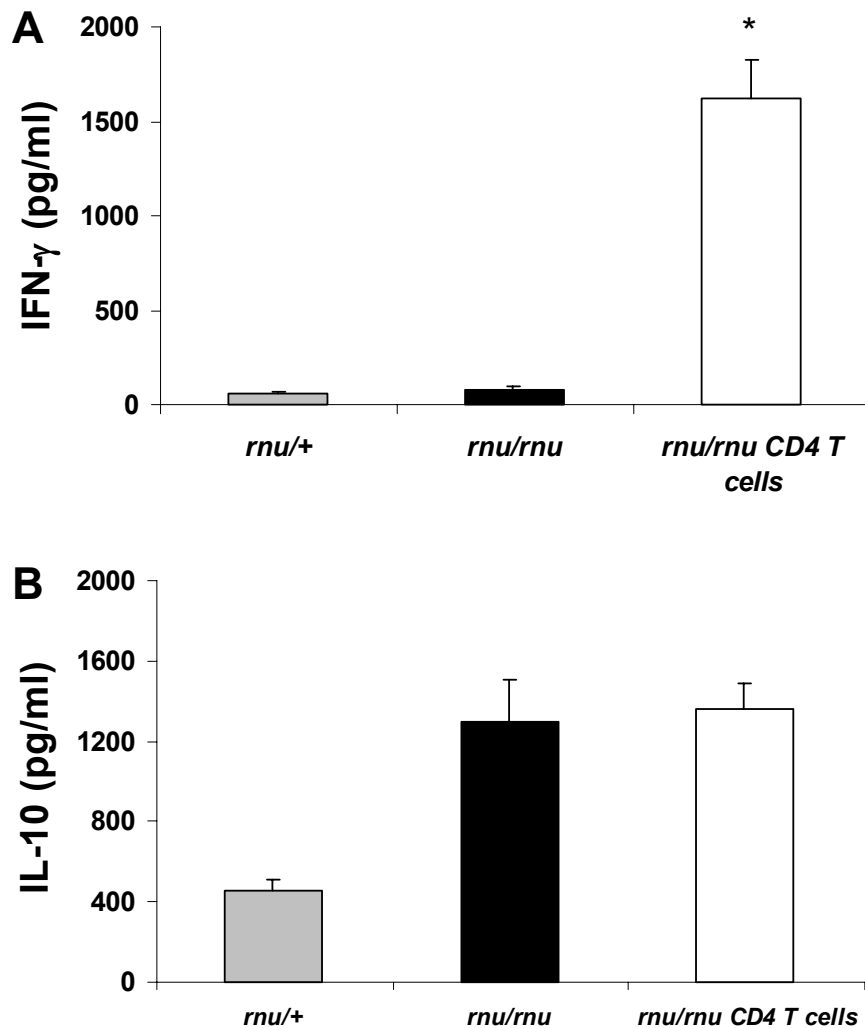 A
IFN-γ (pg/ml)
2000
1500
1000
500
0
*
rnu/+
rnu/rnu
rnu/rnu CD4 T
cells
B
IL-10 (pg/ml)
2000
1600
1200
800
400
0
rnu/+
rnu/rnu
rnu/rnu CD4 T cells